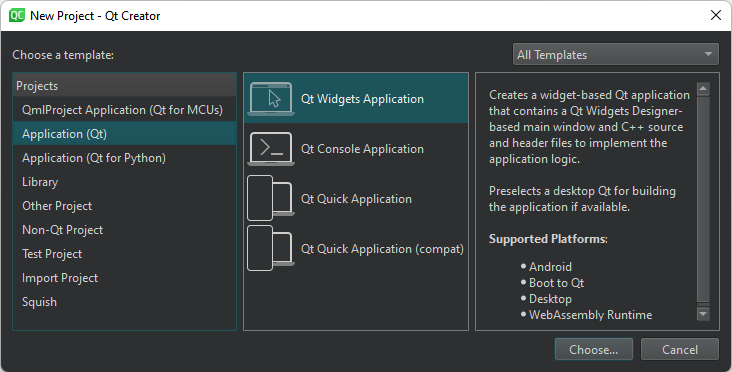 QC New Project - Qt Creator
Choose a template:
All Templates
Projects
QmlProject Application (Qt for MCUs)
Application (Qt)
Application (Qt for Python)
Library
Other Project
Non-Qt Project
Test Project
Import Project
Squish
Qt Widgets Application
Qt Console Application
Qt Quick Application
Qt Quick Application (compat)
Creates a widget-based Qt application
that contains a Qt Widgets Designer-
based main window and C++ source
and header files to implement the
application logic.
Preselects a desktop Qt for building
the application if available.
Supported Platforms:
• Android
• Boot to Qt
• Desktop
• WebAssembly Runtime
Choose...
Cancel